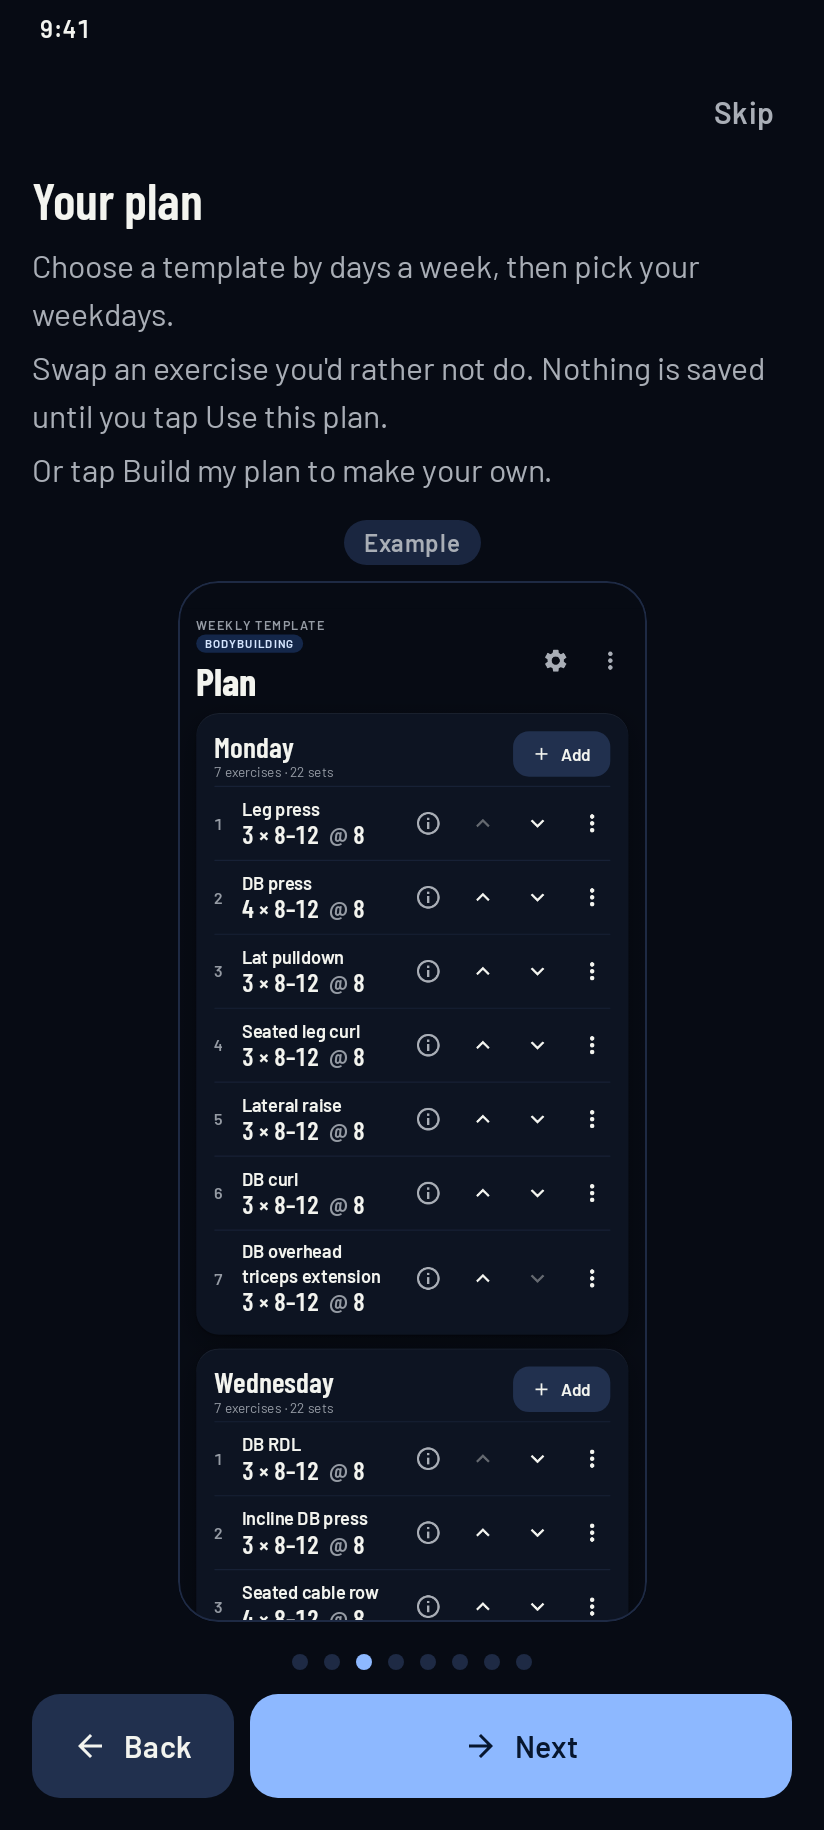 9:41
Skip
Your plan
Choose a template by days a week, then pick your
weekdays.
Swap an exercise you'd rather not do. Nothing is saved
until you tap Use this plan.
Or tap Build my plan to make your own.
Example
WEEKLY TEMPLATE
BODYBUILDING
Plan
Monday
7 exercises · 22 sets
+ Add
1 Leg press
3 × 8–12 @ 8
2 DB press
4 × 8–12 @ 8
3 Lat pulldown
3 × 8–12 @ 8
4 Seated leg curl
3 × 8–12 @ 8
5 Lateral raise
3 × 8–12 @ 8
6 DB curl
3 × 8–12 @ 8
7 DB overhead
triceps extension
3 × 8–12 @ 8
Wednesday
7 exercises · 22 sets
+ Add
1 DB RDL
3 × 8–12 @ 8
2 Incline DB press
3 × 8–12 @ 8
3 Seated cable row
4 × 8–12 @ 8
Back
Next